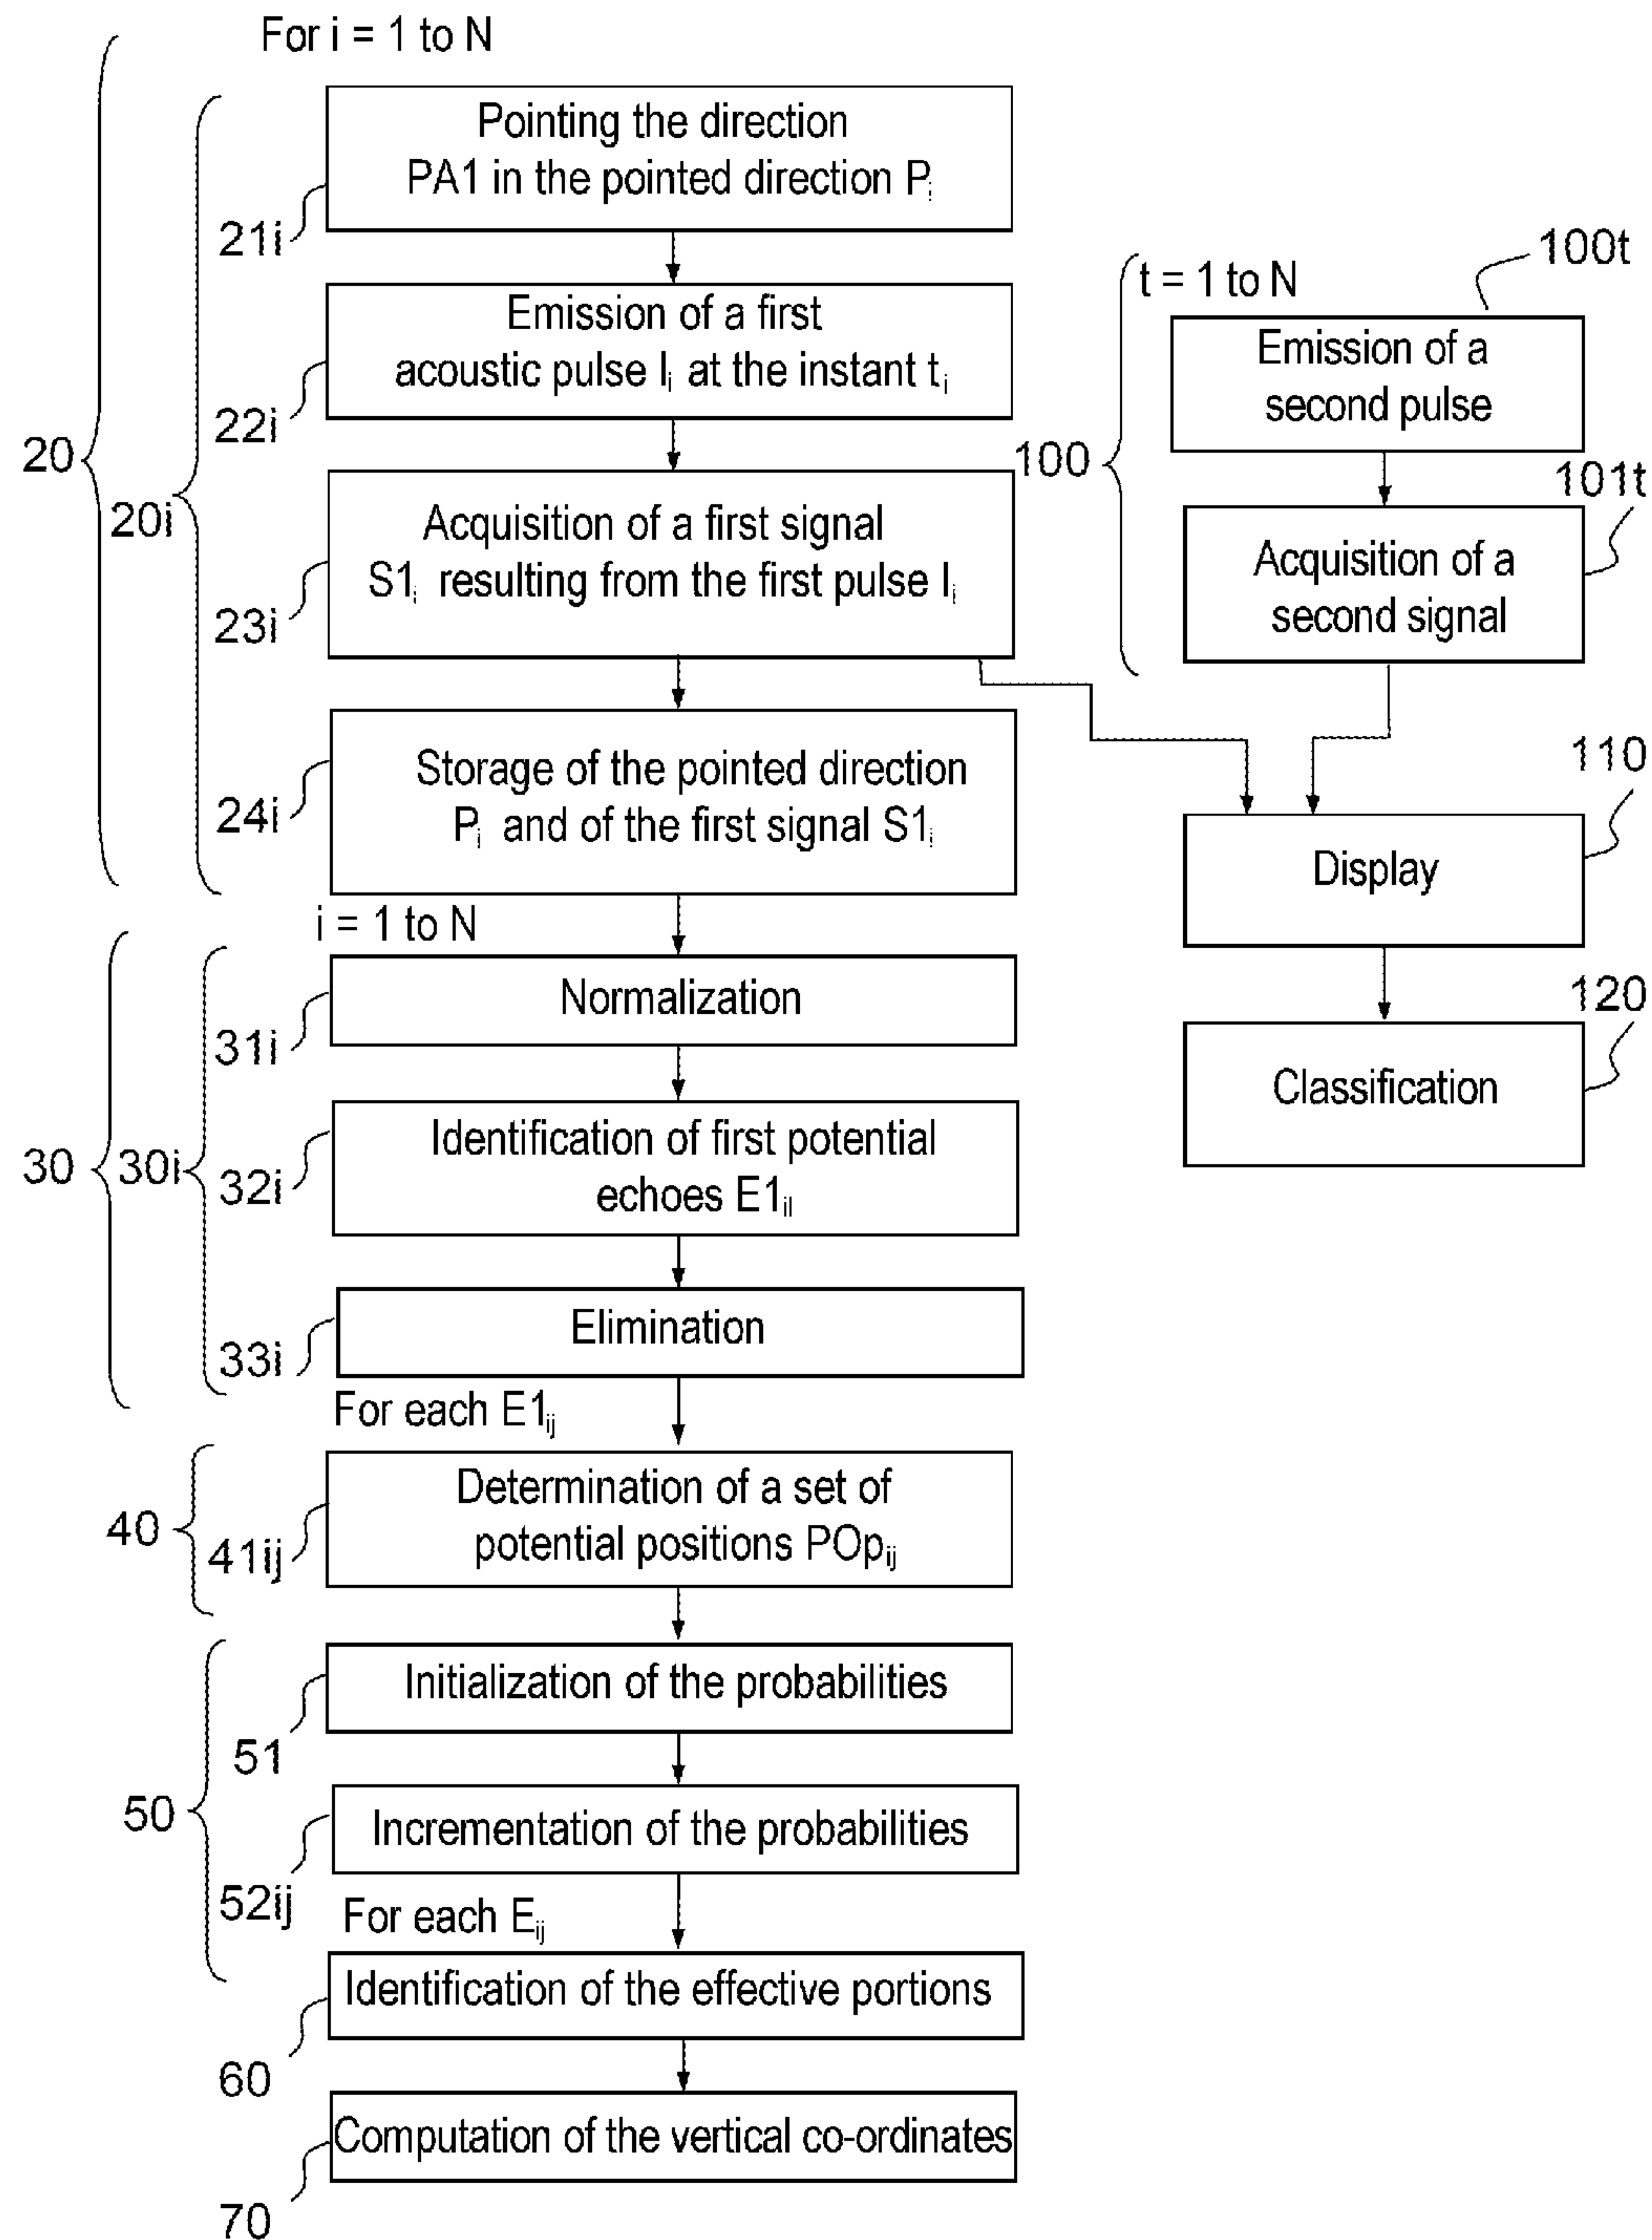 For i = 1 to N
Pointing the direction
PA1 in the pointed direction Pi
21i
Emission of a first
acoustic pulse Ii at the instant ti
22i
20
20i
Acquisition of a first signal
S1i resulting from the first pulse Ii
23i
Storage of the pointed direction
Pi and of the first signal S1i
24i
100t
t = 1 to N
Emission of a
second pulse
100
101t
Acquisition of a
second signal
110
Display
120
Classification
i = 1 to N
Normalization
31i
30
30i
Identification of first potential
echoes E1il
32i
Elimination
33i
For each E1ij
Determination of a set of
potential positions POpij
40
41ij
Initialization of the probabilities
51
50
Incrementation of the probabilities
52ij
For each Eij
Identification of the effective portions
60
Computation of the vertical co-ordinates
70